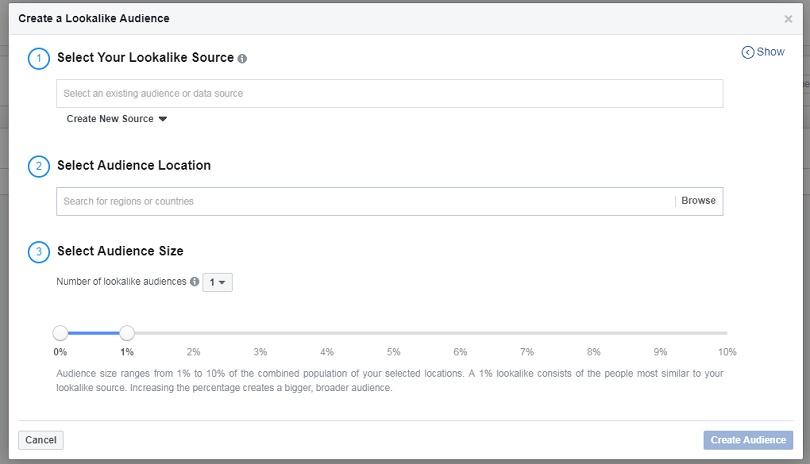 Create a Lookalike Audience
×
1 Select Your Lookalike Source
Show
Select an existing audience or data source
Create New Source
2 Select Audience Location
Search for regions or countries
Browse
3 Select Audience Size
Number of lookalike audiences 1
0% 1% 2% 3% 4% 5% 6% 7% 8% 9% 10%
Audience size ranges from 1% to 10% of the combined population of your selected locations. A 1% lookalike consists of the people most similar to your
lookalike source. Increasing the percentage creates a bigger, broader audience.
Cancel
Create Audience